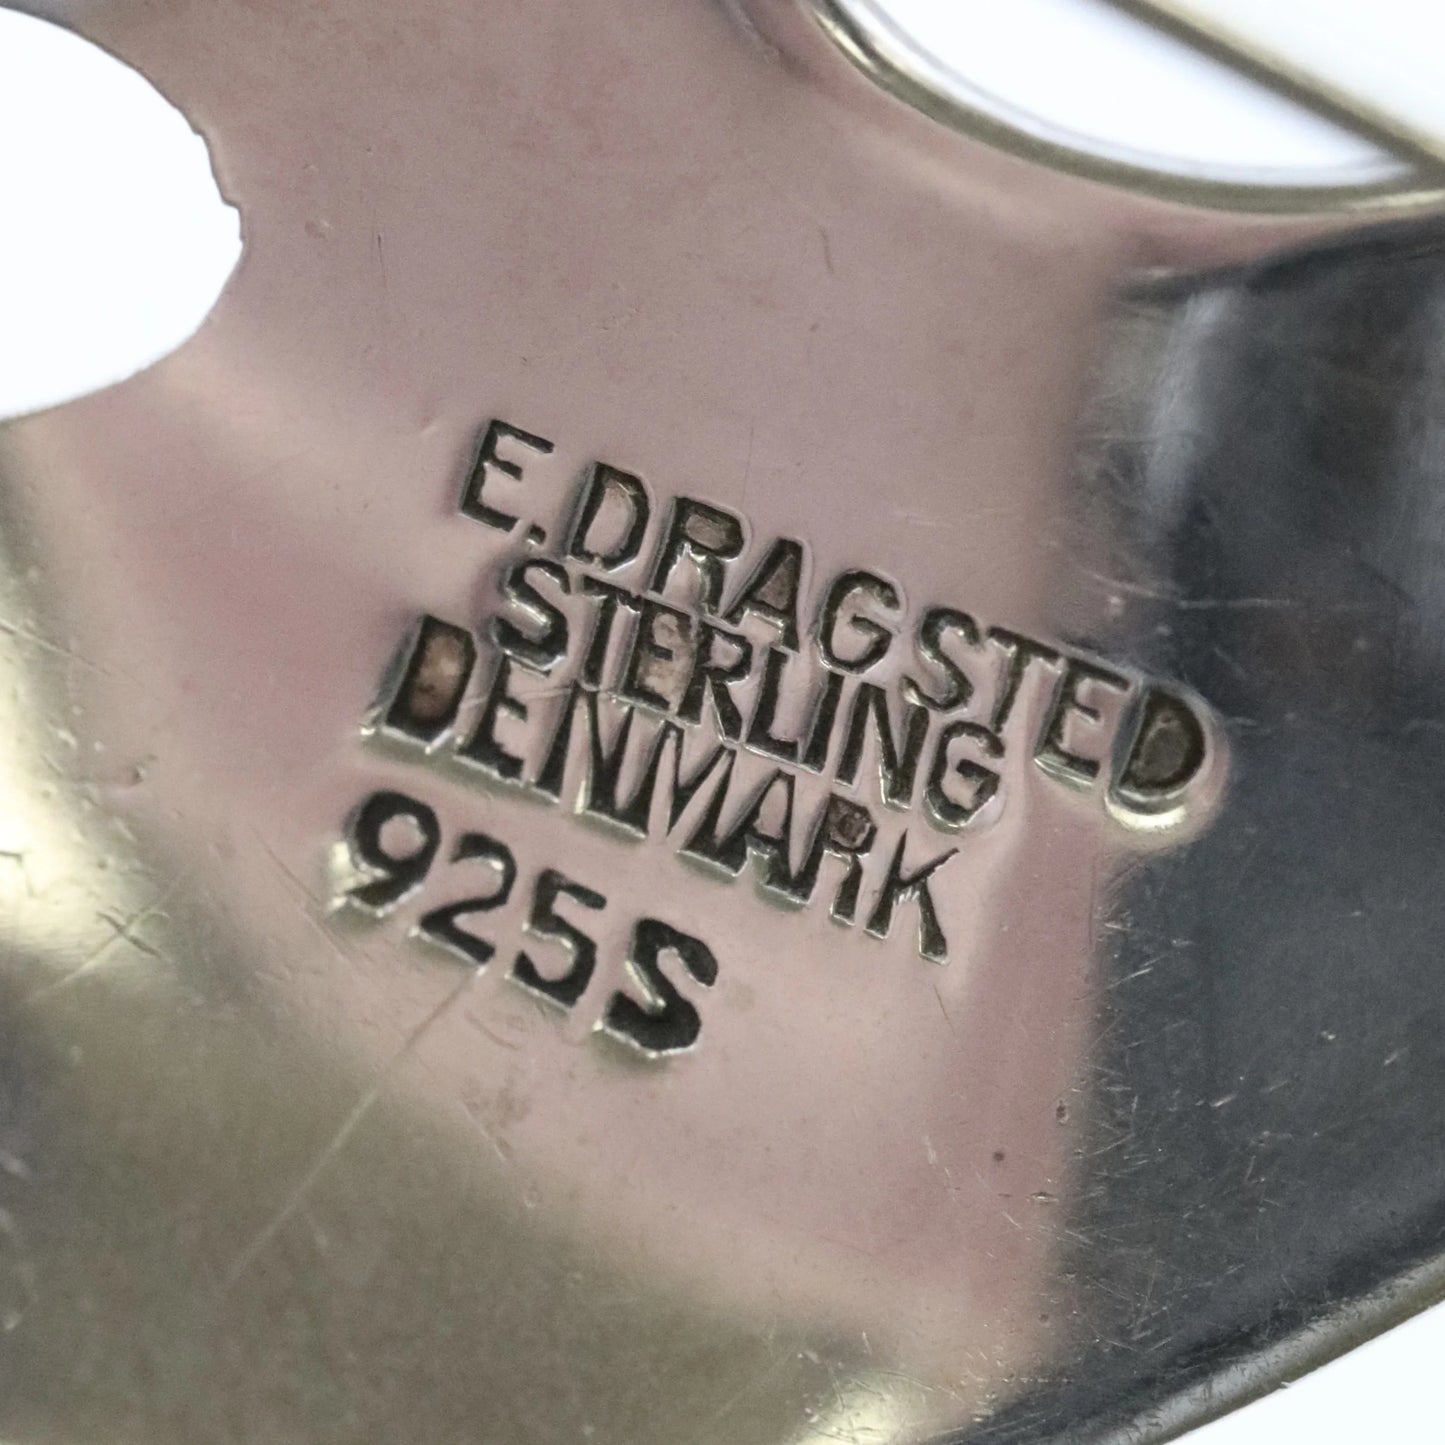 E.DRAGSTED
STERLING
DENMARK
925S